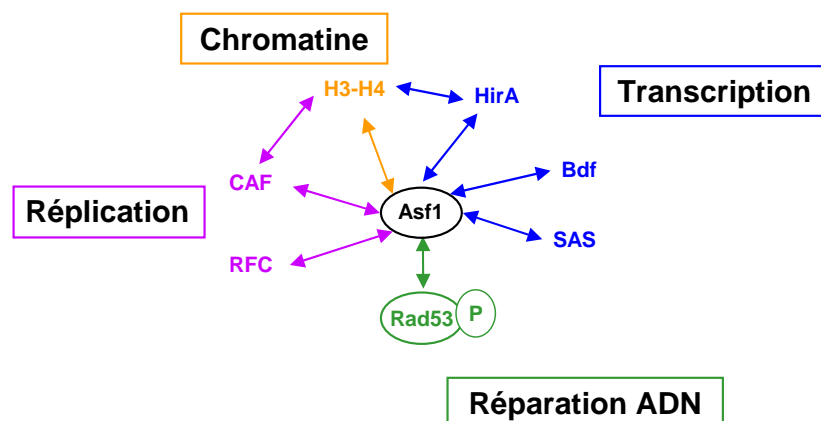 Chromatine
H3-H4
HirA
Transcription
CAF
Bdf
Réplication
Asf1
SAS
RFC
Rad53
P
Réparation ADN